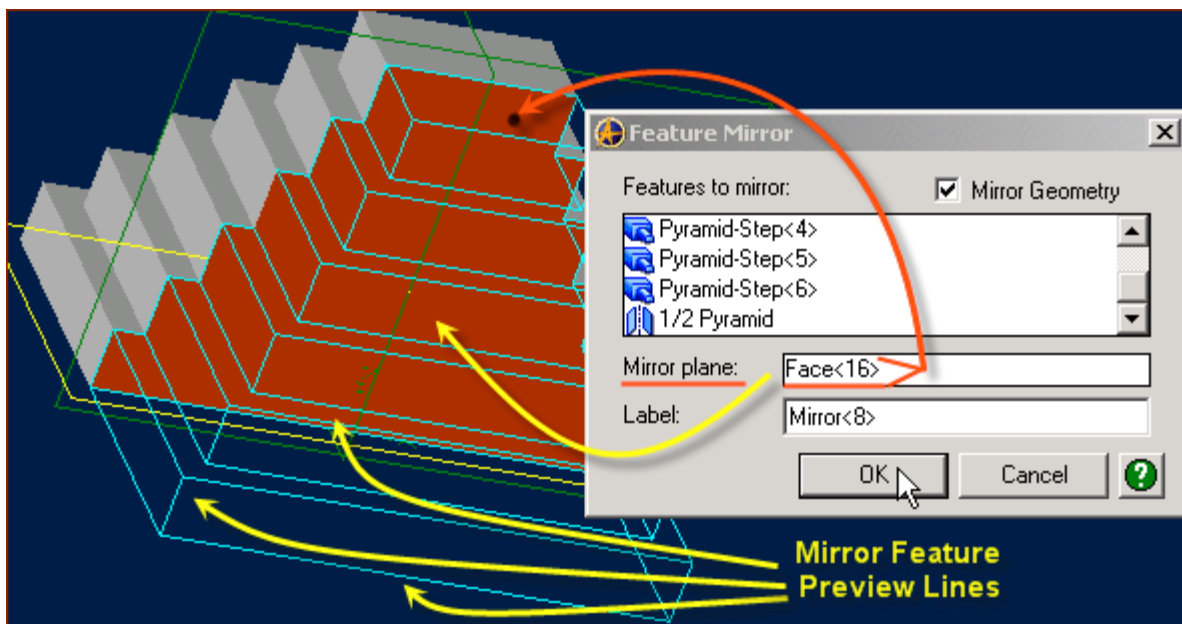 Feature Mirror
Features to mirror:
Mirror Geometry
Pyramid-Step<4>
Pyramid-Step<5>
Pyramid-Step<6>
1/2 Pyramid
Mirror plane:
Face<16>
Label:
Mirror<8>
OK
Cancel
?
Mirror Feature
Preview Lines